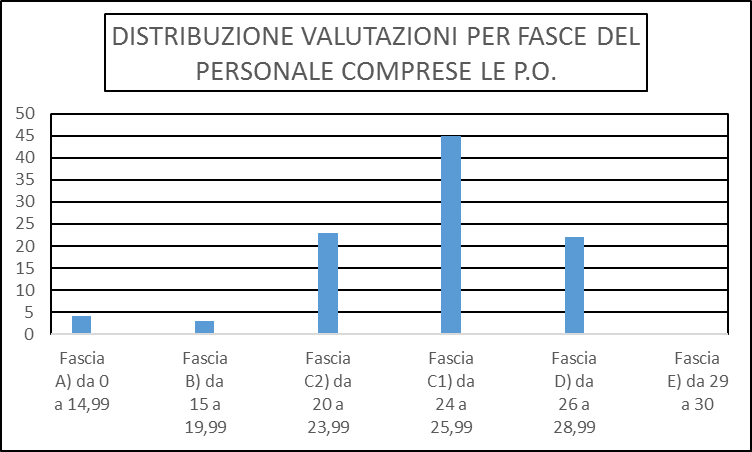 DISTRIBUZIONE VALUTAZIONI PER FASCE DEL
PERSONALE COMPRESE LE P.O.
50
45
40
35
30
25
20
15
10
5
0
Fascia
A) da 0
a 14,99
Fascia
B) da
15 a
19,99
Fascia
C2) da
20 a
23,99
Fascia
C1) da
24 a
25,99
Fascia
D) da
26 a
28,99
Fascia
E) da 29
a 30